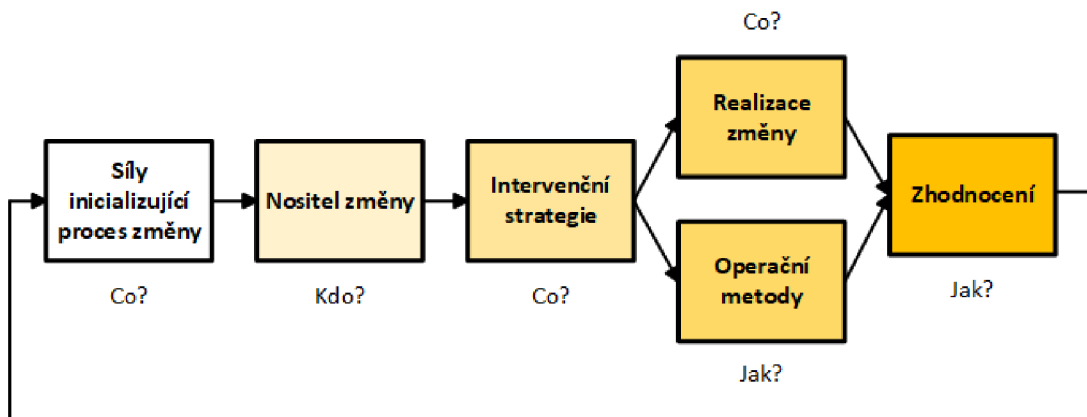 Co?
Realizace
změny
Síly
inicializující
proces změny
Nositel změny
Intervenční
strategie
Zhodnocení
Operační
metody
Co?
Kdo?
Co?
Jak?
Jak?